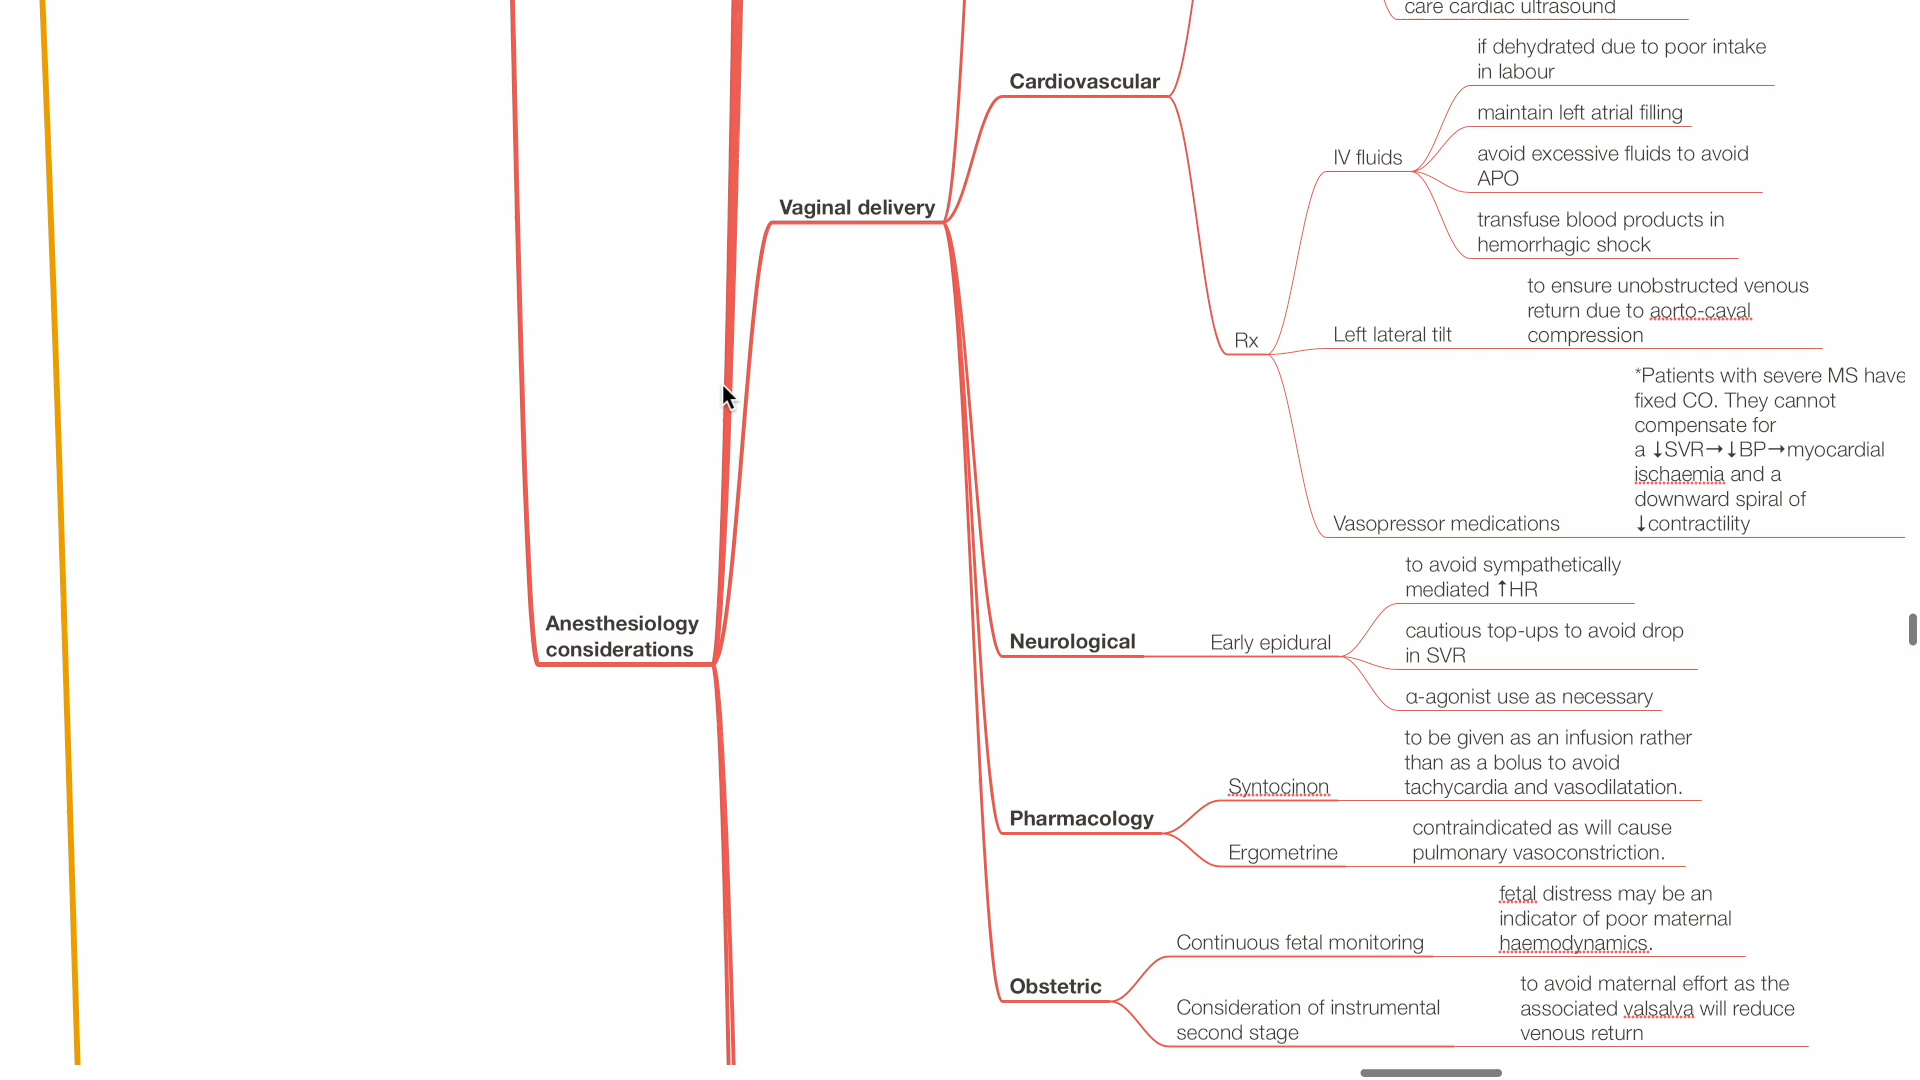 care cardiac ultrasound
Cardiovascular
if dehydrated due to poor intake
in labour
maintain left atrial filling
IV fluids
avoid excessive fluids to avoid
APO
transfuse blood products in
hemorrhagic shock
Vaginal delivery
to ensure unobstructed venous
return due to aorto-caval
compression
Rx
Left lateral tilt
*Patients with severe MS have
fixed CO. They cannot
compensate for
a ↓SVR→↓BP→myocardial
ischaemia and a
downward spiral of
↓contractility
Vasopressor medications
Anesthesiology
considerations
Neurological
Early epidural
to avoid sympathetically
mediated ↑HR
cautious top-ups to avoid drop
in SVR
α-agonist use as necessary
Pharmacology
Syntocinon
to be given as an infusion rather
than as a bolus to avoid
tachycardia and vasodilatation.
Ergometrine
contraindicated as will cause
pulmonary vasoconstriction.
Obstetric
Continuous fetal monitoring
fetal distress may be an
indicator of poor maternal
haemodynamics.
Consideration of instrumental
second stage
to avoid maternal effort as the
associated valsalva will reduce
venous return